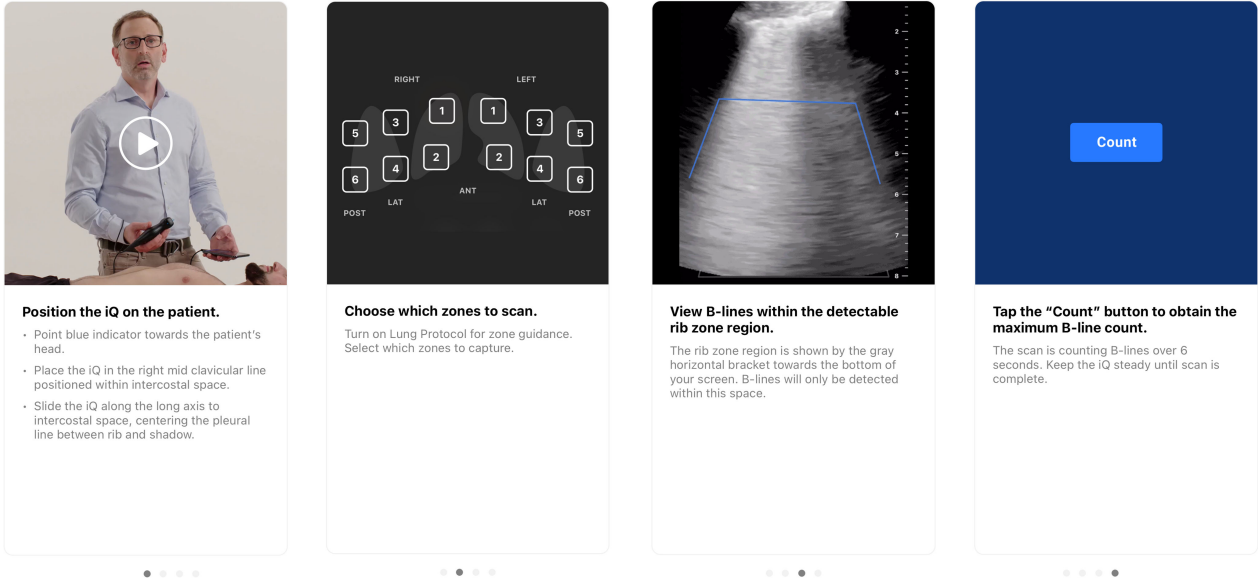 Position the iQ on the patient.
• Point blue indicator towards the patient's
head.
• Place the iQ in the right mid clavicular line
positioned within intercostal space.
• Slide the iQ along the long axis to
intercostal space, centering the pleural
line between rib and shadow.
RIGHT LEFT
1 1
3 3
5 5
2 2
4 4
6 6
ANT
LAT LAT
POST POST
Choose which zones to scan.
Turn on Lung Protocol for zone guidance.
Select which zones to capture.
2
3
4
5
6
7
8
View B-lines within the detectable
rib zone region.
The rib zone region is shown by the gray
horizontal bracket towards the bottom of
your screen. B-lines will only be detected
within this space.
Count
Tap the “Count” button to obtain the
maximum B-line count.
The scan is counting B-lines over 6
seconds. Keep the iQ steady until scan is
complete.